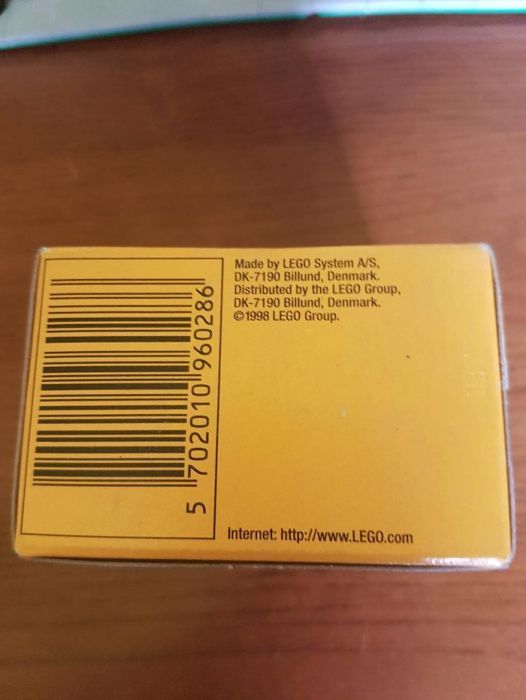 Made by LEGO System A/S,
DK-7190 Billund, Denmark.
Distributed by the LEGO Group,
DK-7190 Billund, Denmark.
©1998 LEGO Group.
5 702010 960286
Internet: http://www.LEGO.com